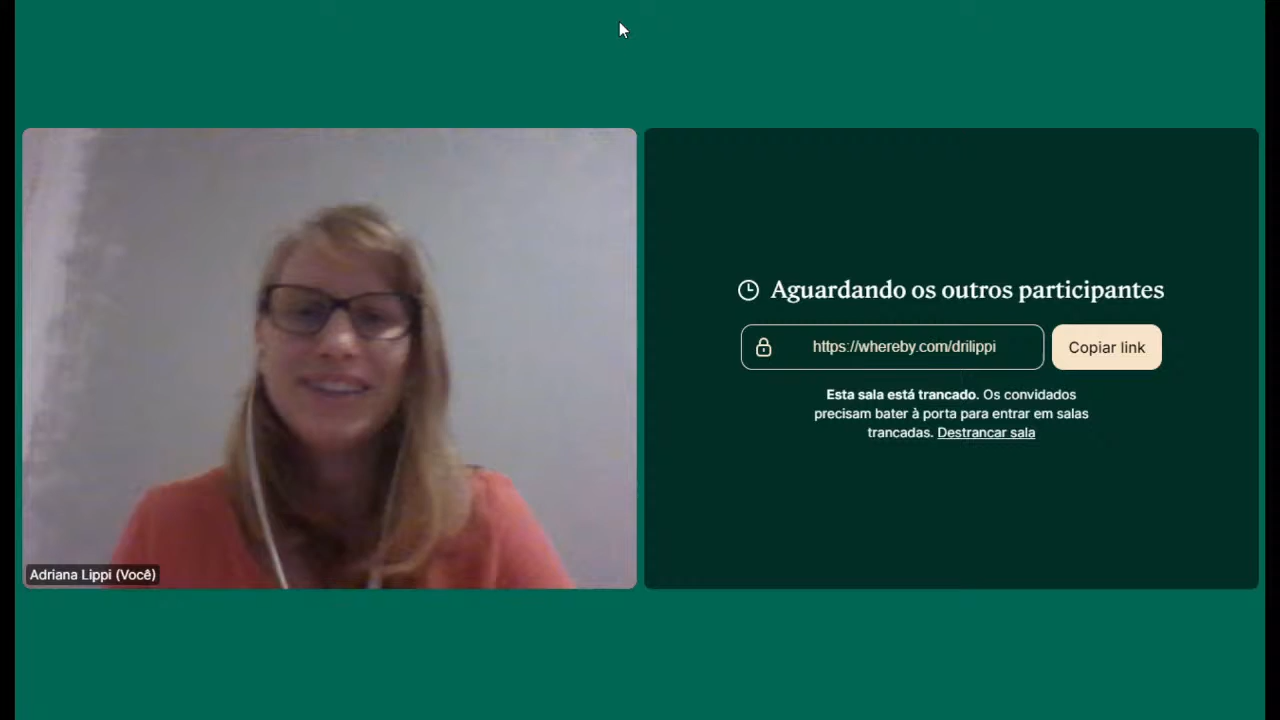 Aguardando os outros participantes
https://whereby.com/drilippi
Copiar link
Esta sala está trancado. Os convidados
precisam bater à porta para entrar em salas
trancadas. Destrancar sala
Adriana Lippi (Você)